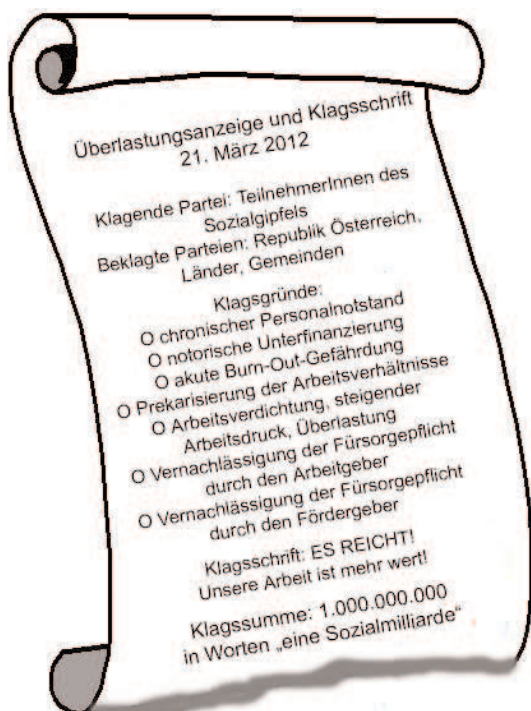 Überlastungsanzeige und Klagsschrift
21. März 2012
Klagende Partei: TeilnehmerInnen des
Sozialgipfels
Beklagte Parteien: Republik Österreich,
Länder, Gemeinden
Klagsgründe:
O chronischer Personalnotstand
O notorische Unterfinanzierung
O akute Burn-Out-Gefährdung
O Prekarisierung der Arbeitsverhältnisse
O Arbeitsverdichtung, steigender
Arbeitsdruck, Überlastung
O Vernachlässigung der Fürsorgepflicht
durch den Arbeitgeber
O Vernachlässigung der Fürsorgepflicht
durch den Fördergeber
Klagsschrift: ES REICHT!
Unsere Arbeit ist mehr wert!
Klagssumme: 1.000.000.000
in Worten „eine Sozialmilliarde“